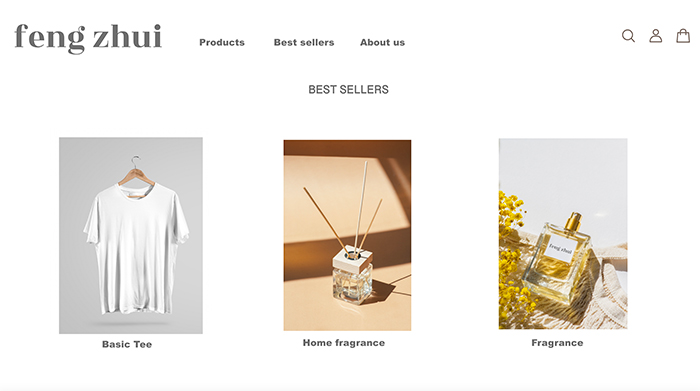 feng zhui
Products Best sellers About us
BEST SELLERS
feng zhui
Basic Tee
Home fragrance
Fragrance